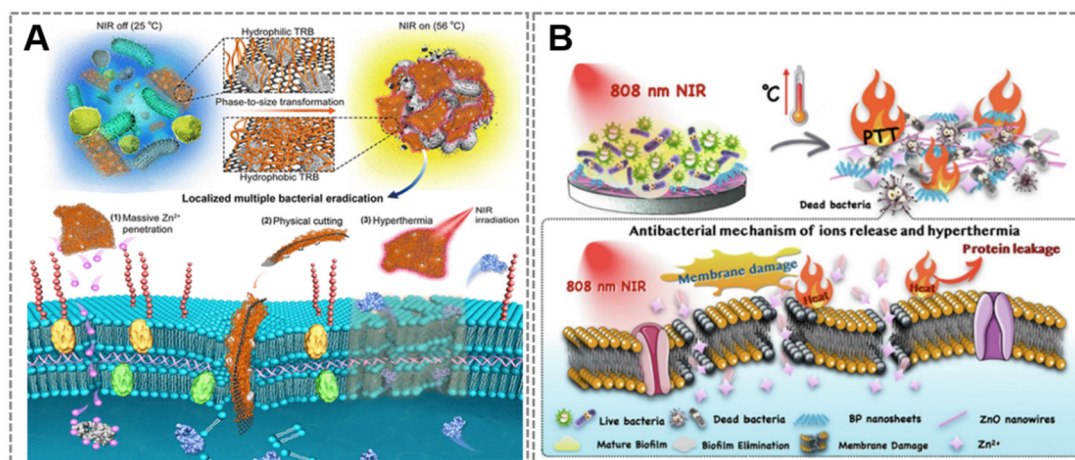 A
NIR off (25 °C)
NIR on (56 °C)
Hydrophilic TRB
Phase-to-size transformation
Hydrophobic TRB
Localized multiple bacterial eradication
(1) Massive Zn²⁺
penetration
(2) Physical cutting
(3) Hyperthermia
NIR
irradiation
B
808 nm NIR
°C
PTT
Dead bacteria
Antibacterial mechanism of ions release and hyperthermia
808 nm NIR
Membrane damage
Heat
Heat
Protein leakage
Live bacteria
Dead bacteria
BP nanosheets
ZnO nanowires
Mature Biofilm
Biofilm Elimination
Membrane Damage
Zn²⁺